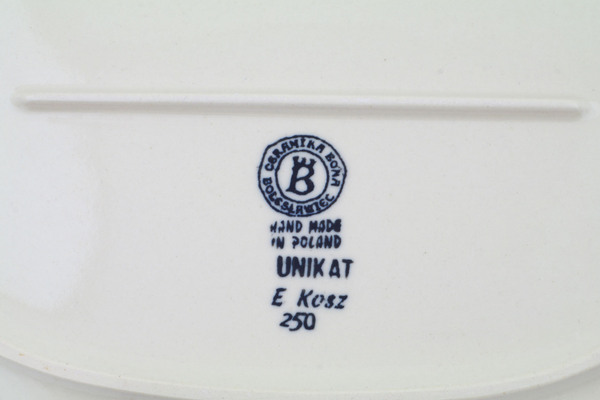 CERAMIKA BONA
BOLESŁAWIEC
B
HAND MADE
IN POLAND
UNIKAT
E Kosz
250